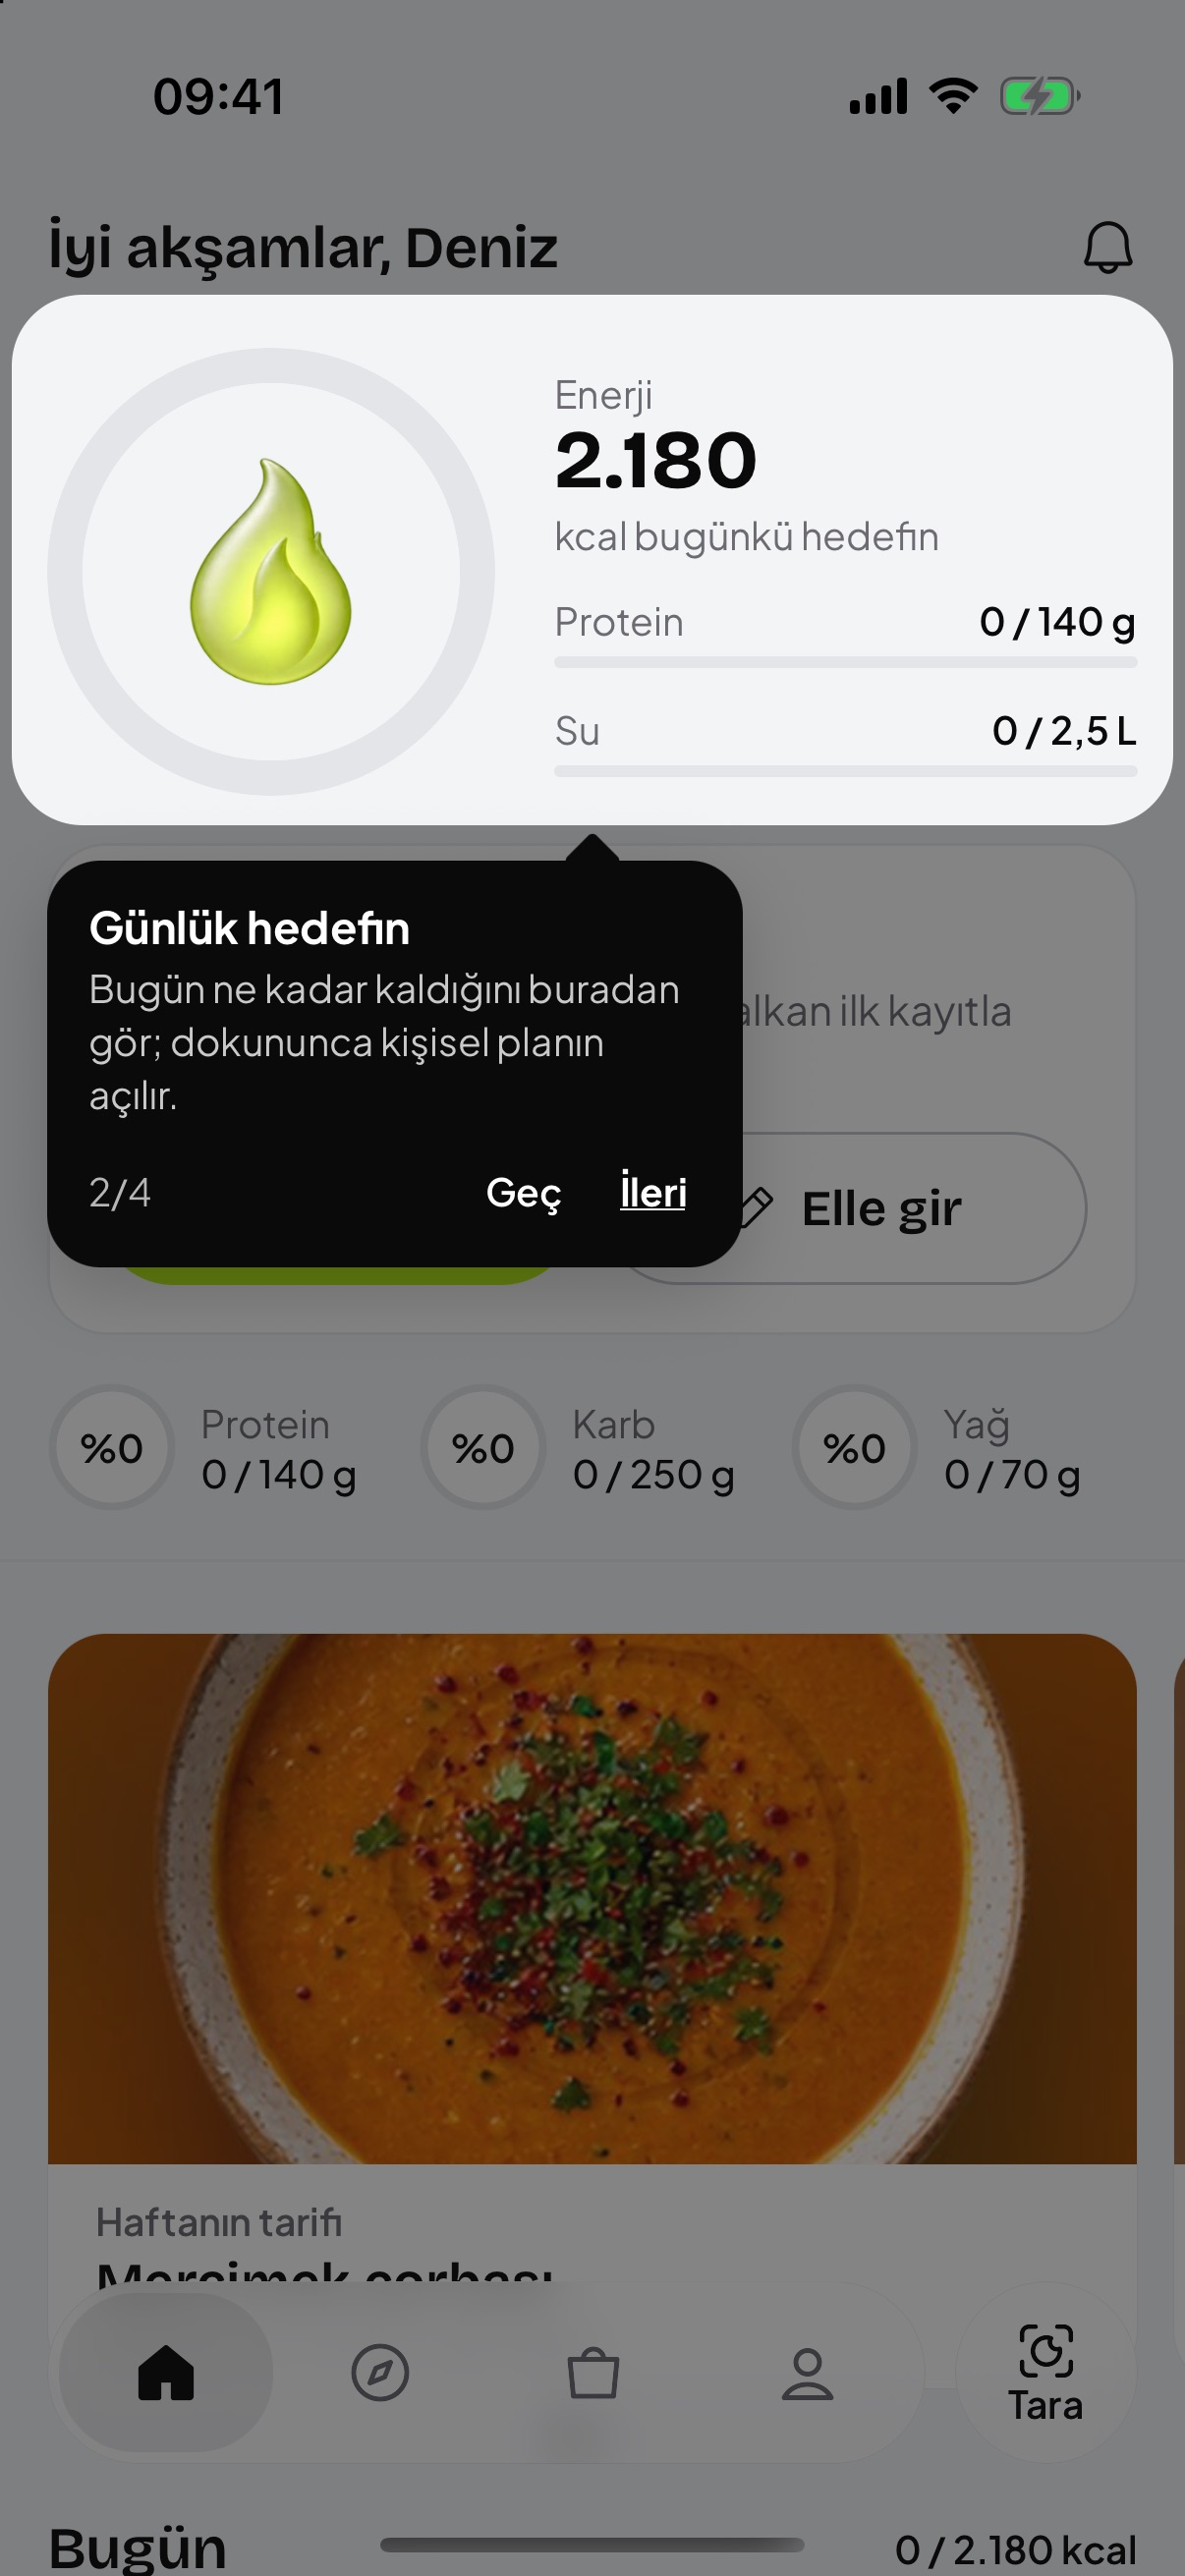 09:41
İyi akşamlar, Deniz
Enerji
2.180
kcal bugünkü hedefin
Protein 0 / 140 g
Su 0 / 2,5 L
Günlük hedefin
Bugün ne kadar kaldığını buradan
gör; dokununca kişisel planın
açılır.
2/4 Geç İleri
ilk kayıtla
Elle gir
%0 Protein 0 / 140 g
%0 Karb 0 / 250 g
%0 Yağ 0 / 70 g
Haftanın tarifi
Mercimek çorbası
Tara
Bugün 0 / 2.180 kcal